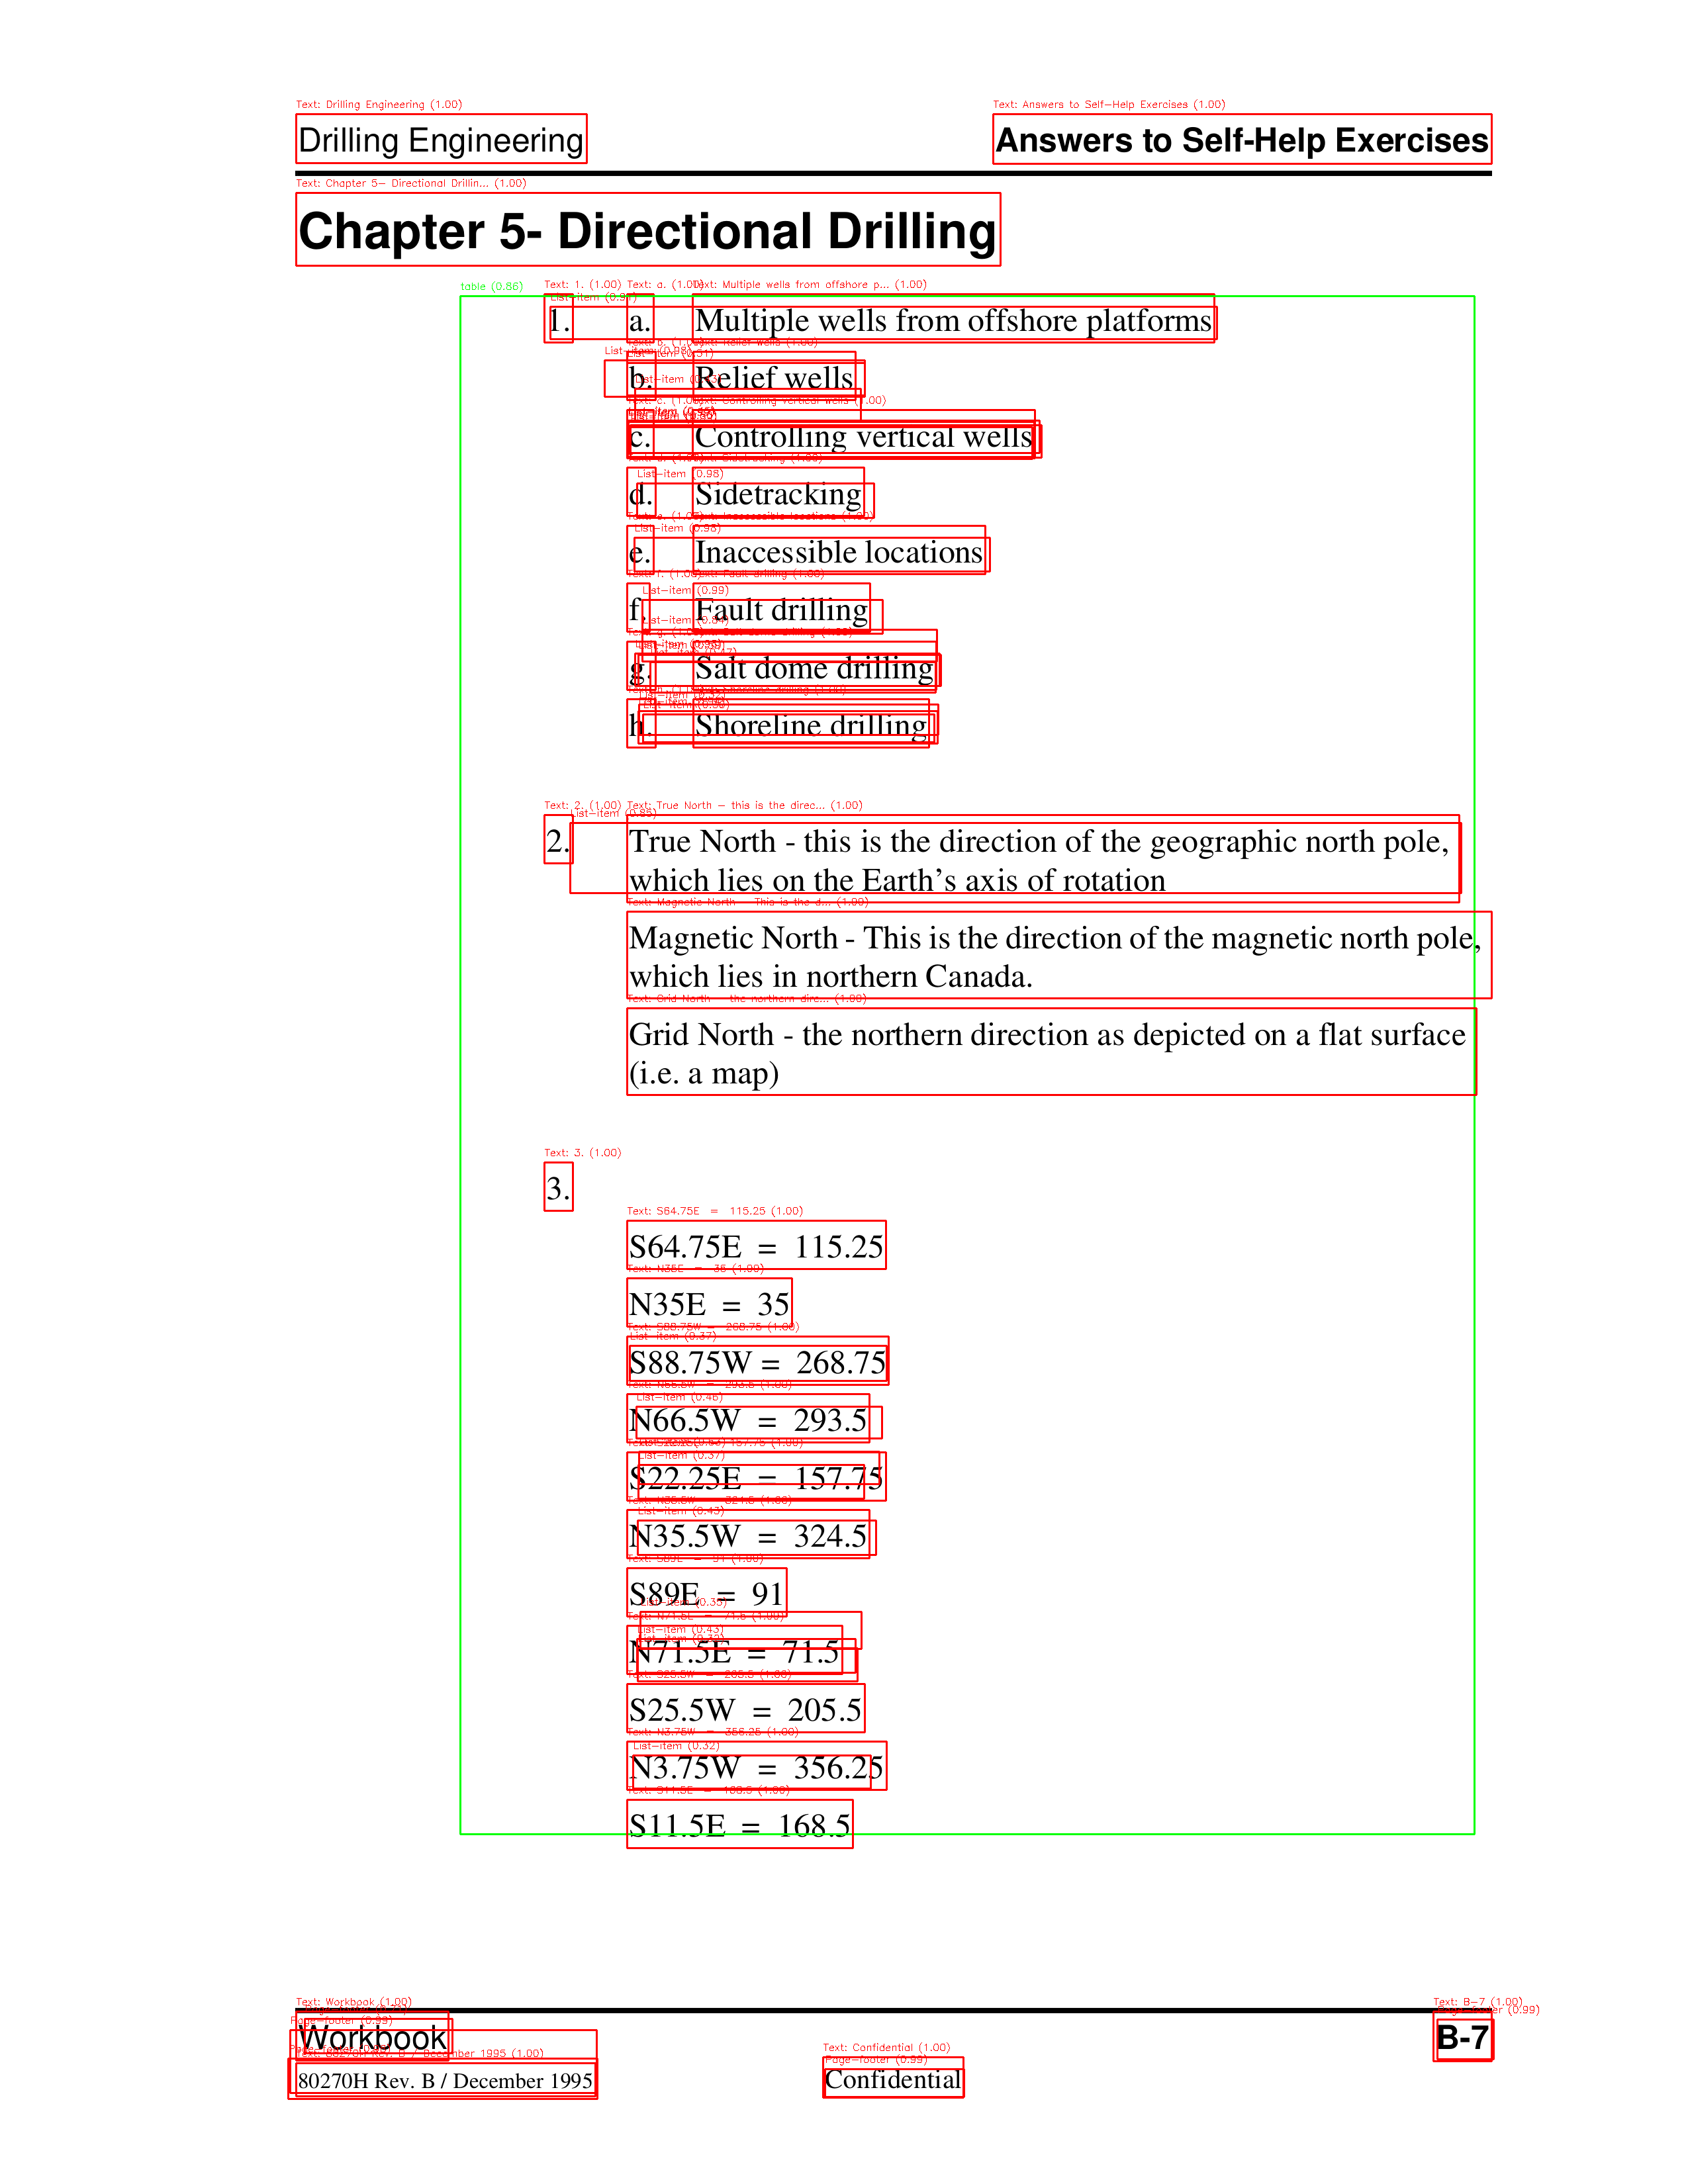 Drilling Engineering Answers to Self-Help Exercises
Chapter 5- Directional Drilling
1. a. Multiple wells from offshore platforms
b. Relief wells
c. Controlling vertical wells
d. Sidetracking
e. Inaccessible locations
f. Fault drilling
g. Salt dome drilling
h. Shoreline drilling
2. True North - this is the direction of the geographic north pole,
which lies on the Earth's axis of rotation
Magnetic North - This is the direction of the magnetic north pole,
which lies in northern Canada.
Grid North - the northern direction as depicted on a flat surface
(i.e. a map)
3.
S64.75E = 115.25
N35E = 35
S88.75W = 268.75
N66.5W = 293.5
S22.25E = 157.75
N35.5W = 324.5
S89E = 91
N71.5E = 71.5
S25.5W = 205.5
N3.75W = 356.25
S11.5E = 168.5
Workbook B-7
80270H Rev. B / December 1995 Confidential